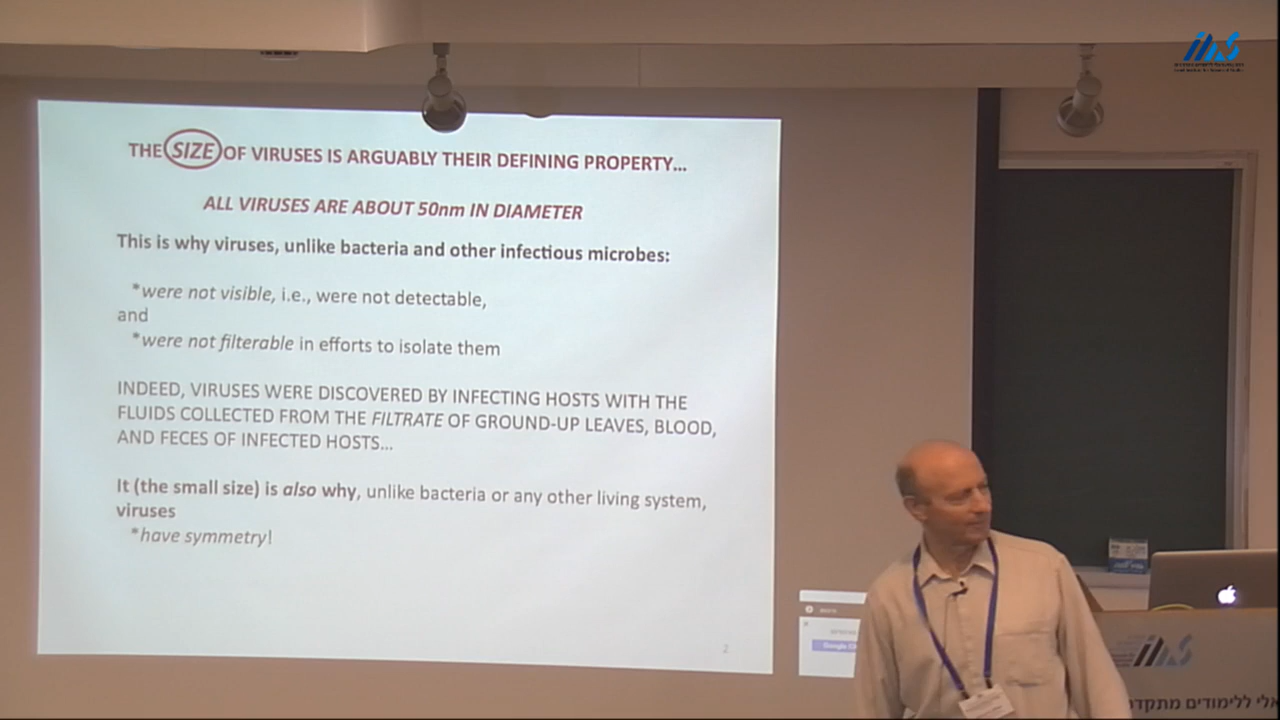 THE SIZE OF VIRUSES IS ARGUABLY THEIR DEFINING PROPERTY...
ALL VIRUSES ARE ABOUT 50nm IN DIAMETER
This is why viruses, unlike bacteria and other infectious microbes:
*were not visible, i.e., were not detectable,
and
*were not filterable in efforts to isolate them
INDEED, VIRUSES WERE DISCOVERED BY INFECTING HOSTS WITH THE
FLUIDS COLLECTED FROM THE FILTRATE OF GROUND-UP LEAVES, BLOOD,
AND FECES OF INFECTED HOSTS...
It (the small size) is also why, unlike bacteria or any other living system,
viruses
*have symmetry!
2
ללימודים מתקדמ